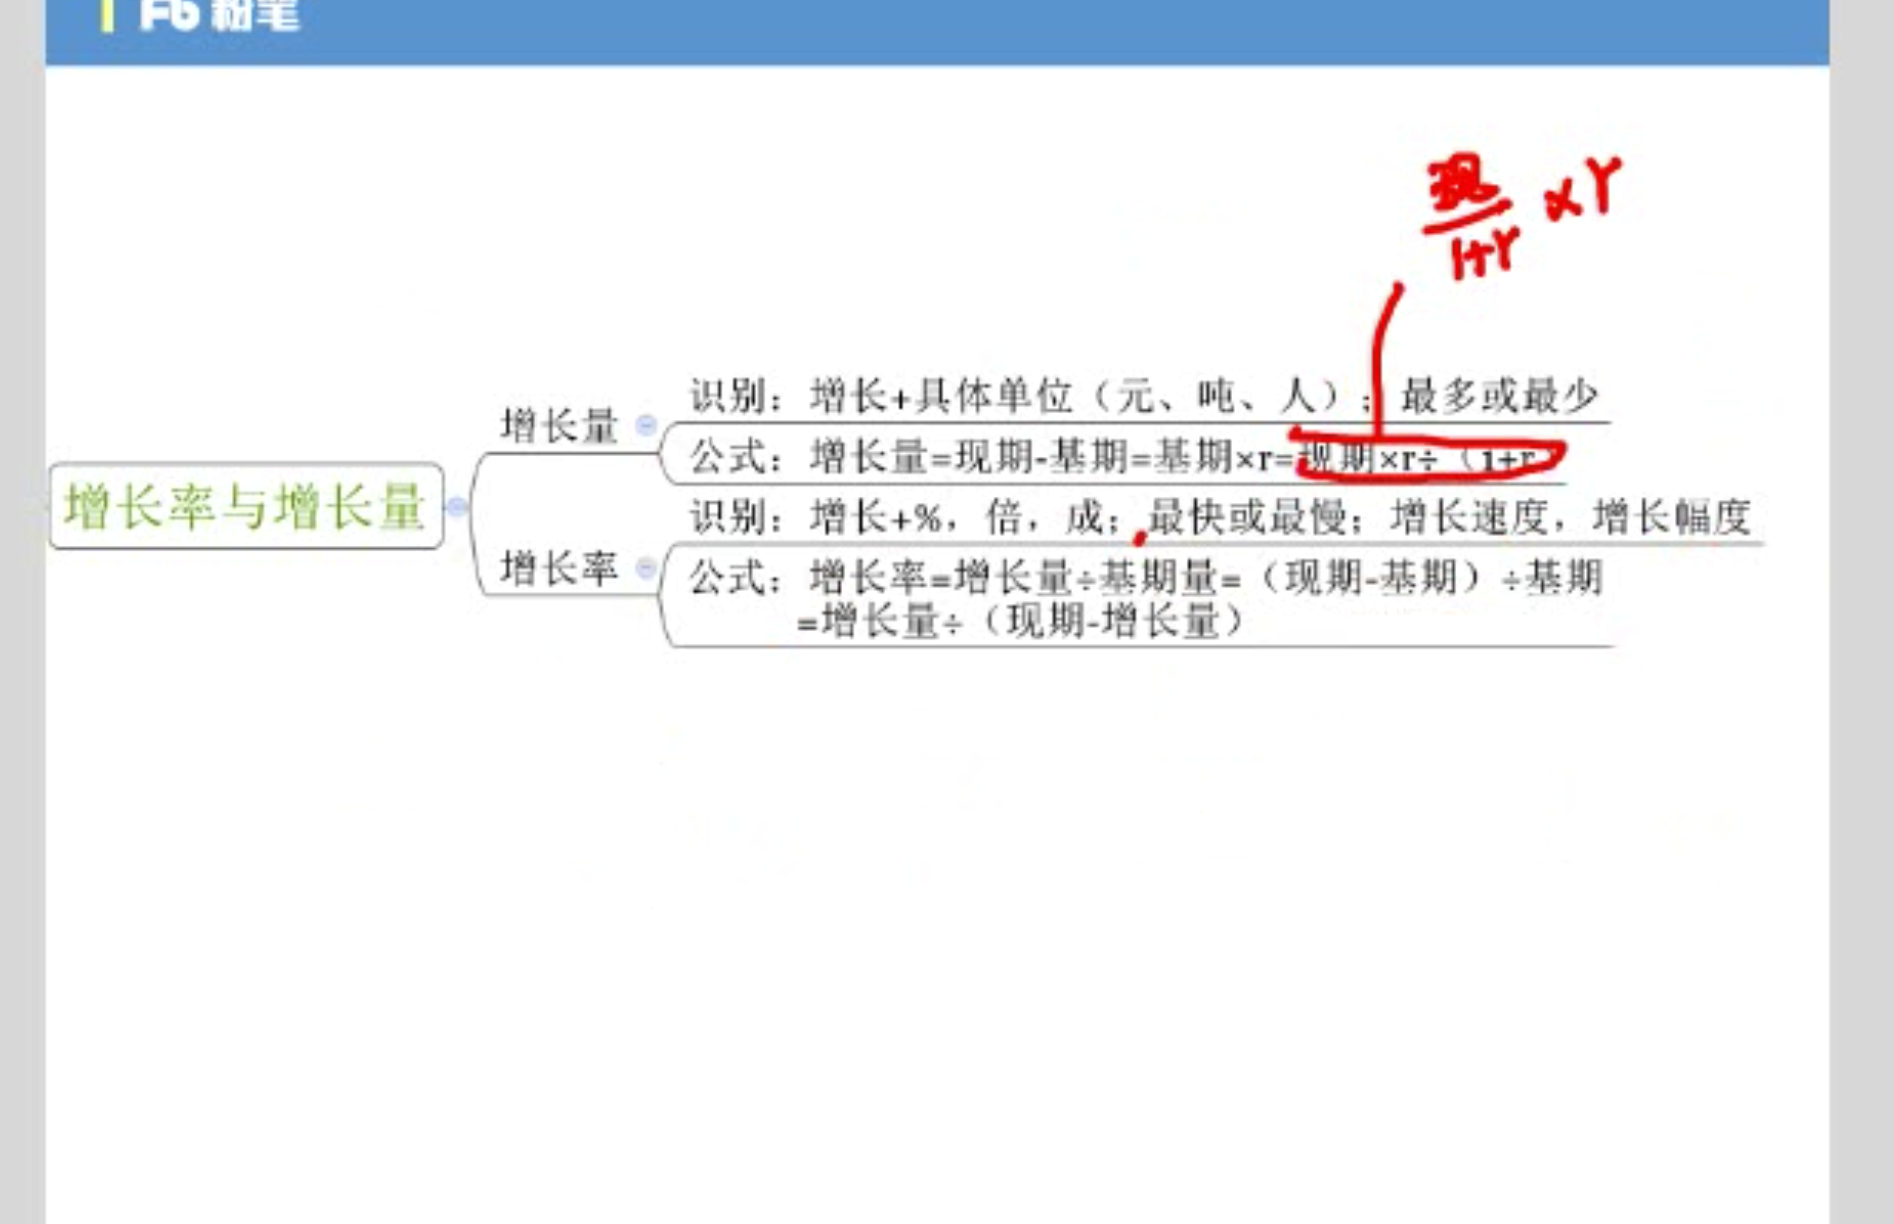 粉笔
现
1+r ×r
增长率与增长量
增长量
识别：增长+具体单位（元、吨、人）；最多或最少
公式：增长量=现期-基期=基期×r=现期×r÷（1+r
增长率
识别：增长+%，倍，成；最快或最慢；增长速度，增长幅度
公式：增长率=增长量÷基期量=（现期-基期）÷基期
=增长量÷（现期-增长量）